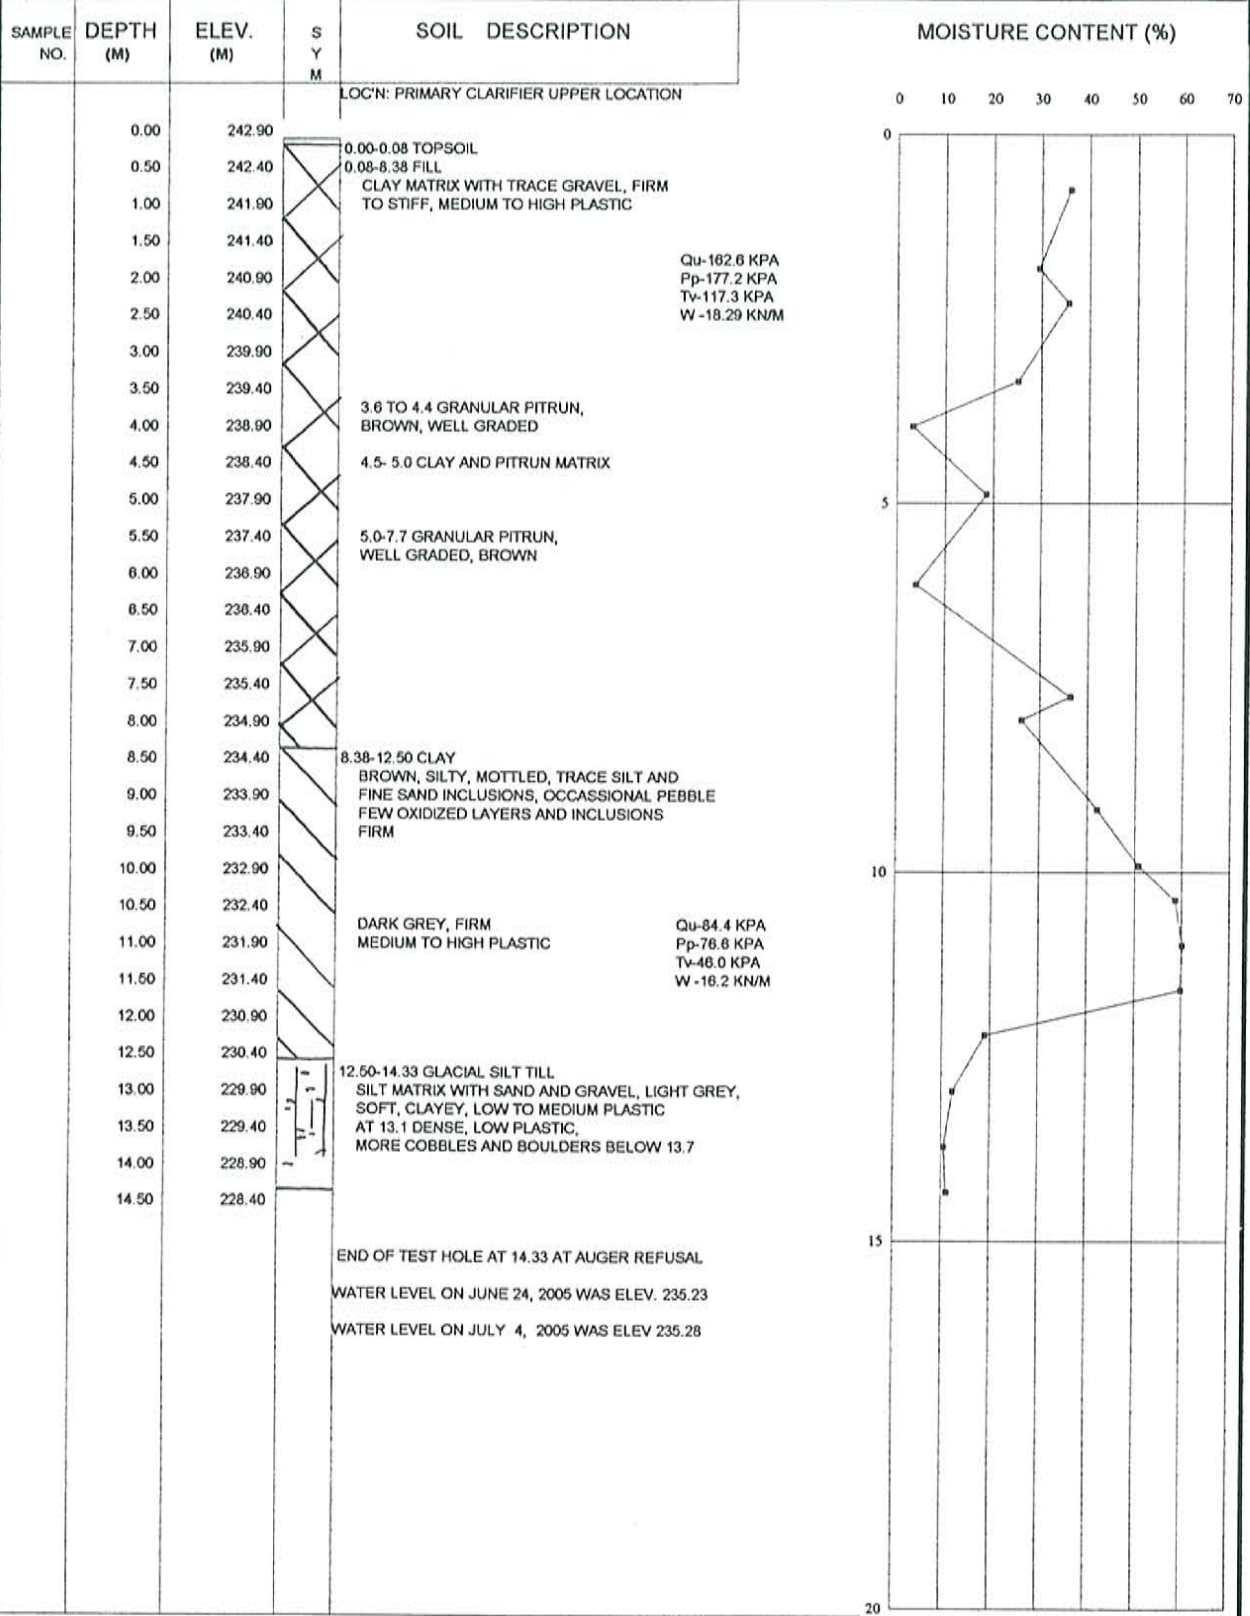 SAMPLE NO.
DEPTH (M)
ELEV. (M)
S Y M
SOIL DESCRIPTION
MOISTURE CONTENT (%)
LOC'N: PRIMARY CLARIFIER UPPER LOCATION
0 10 20 30 40 50 60 70
0.00 242.90
0
0.00-0.08 TOPSOIL
0.50 242.40 0.08-8.38 FILL
CLAY MATRIX WITH TRACE GRAVEL, FIRM
1.00 241.90 TO STIFF, MEDIUM TO HIGH PLASTIC
1.50 241.40
Qu-162.6 KPA
2.00 240.90 Pp-177.2 KPA
Tv-117.3 KPA
2.50 240.40 W -18.29 KN/M
3.00 239.90
3.50 239.40
3.6 TO 4.4 GRANULAR PITRUN,
4.00 238.90 BROWN, WELL GRADED
4.50 238.40 4.5- 5.0 CLAY AND PITRUN MATRIX
5.00 237.90
5
5.50 237.40 5.0-7.7 GRANULAR PITRUN,
WELL GRADED, BROWN
6.00 236.90
6.50 236.40
7.00 235.90
7.50 235.40
8.00 234.90
8.50 234.40 8.38-12.50 CLAY
BROWN, SILTY, MOTTLED, TRACE SILT AND
9.00 233.90 FINE SAND INCLUSIONS, OCCASSIONAL PEBBLE
FEW OXIDIZED LAYERS AND INCLUSIONS
9.50 233.40 FIRM
10.00 232.90
10
10.50 232.40
DARK GREY, FIRM Qu-84.4 KPA
11.00 231.90 MEDIUM TO HIGH PLASTIC Pp-76.6 KPA
Tv-46.0 KPA
11.50 231.40 W -16.2 KN/M
12.00 230.90
12.50 230.40
12.50-14.33 GLACIAL SILT TILL
13.00 229.90 SILT MATRIX WITH SAND AND GRAVEL, LIGHT GREY,
SOFT, CLAYEY, LOW TO MEDIUM PLASTIC
13.50 229.40 AT 13.1 DENSE, LOW PLASTIC,
MORE COBBLES AND BOULDERS BELOW 13.7
14.00 228.90
14.50 228.40
15
END OF TEST HOLE AT 14.33 AT AUGER REFUSAL
WATER LEVEL ON JUNE 24, 2005 WAS ELEV. 235.23
WATER LEVEL ON JULY 4, 2005 WAS ELEV 235.28
20